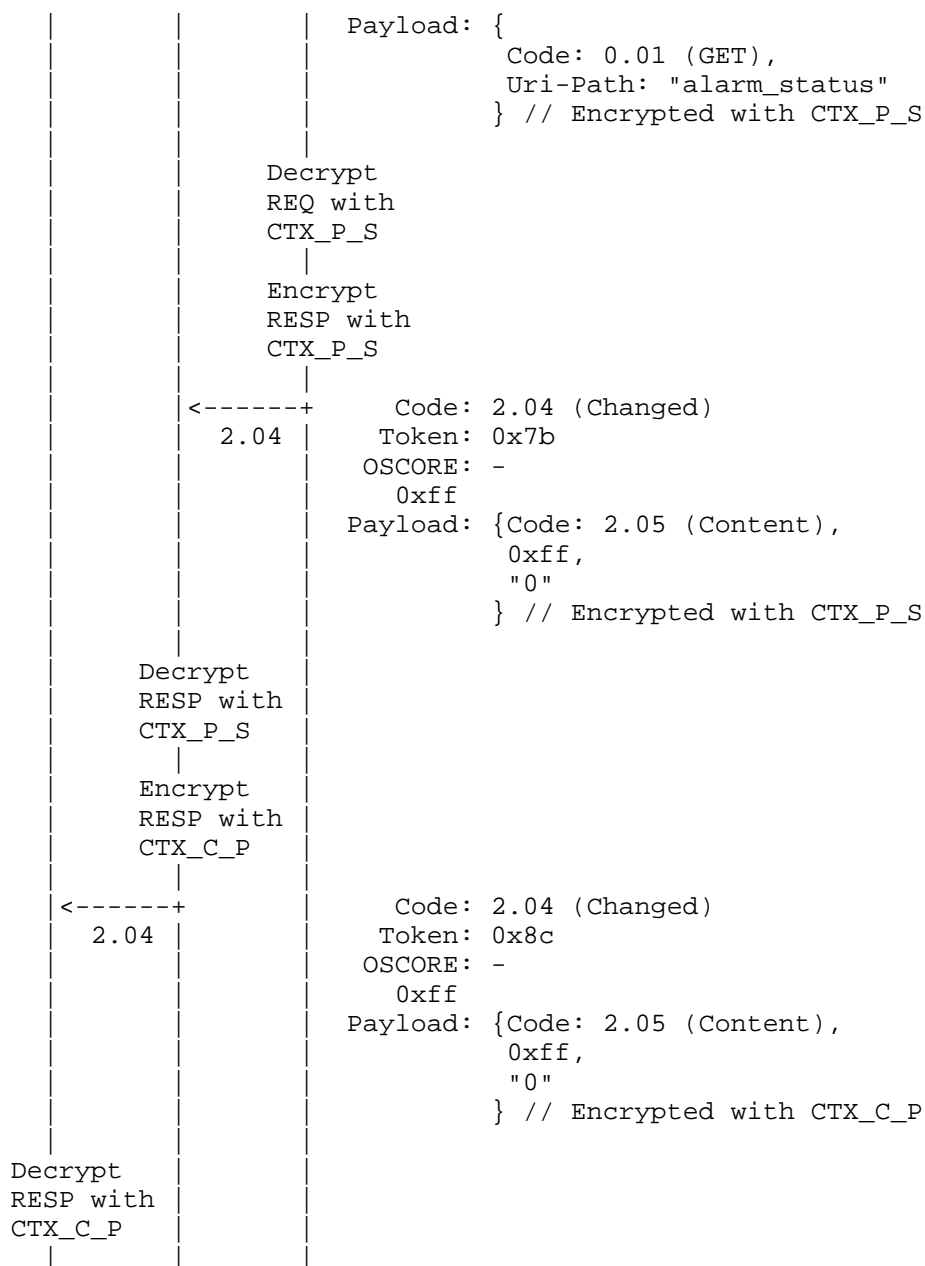 Payload: {
Code: 0.01 (GET),
Uri-Path: "alarm_status"
} // Encrypted with CTX_P_S
Decrypt
REQ with
CTX_P_S
Encrypt
RESP with
CTX_P_S
<------+ Code: 2.04 (Changed)
2.04 Token: 0x7b
OSCORE: -
0xff
Payload: {Code: 2.05 (Content),
0xff,
"0"
} // Encrypted with CTX_P_S
Decrypt
RESP with
CTX_P_S
Encrypt
RESP with
CTX_C_P
<------+ Code: 2.04 (Changed)
2.04 Token: 0x8c
OSCORE: -
0xff
Payload: {Code: 2.05 (Content),
0xff,
"0"
} // Encrypted with CTX_C_P
Decrypt
RESP with
CTX_C_P